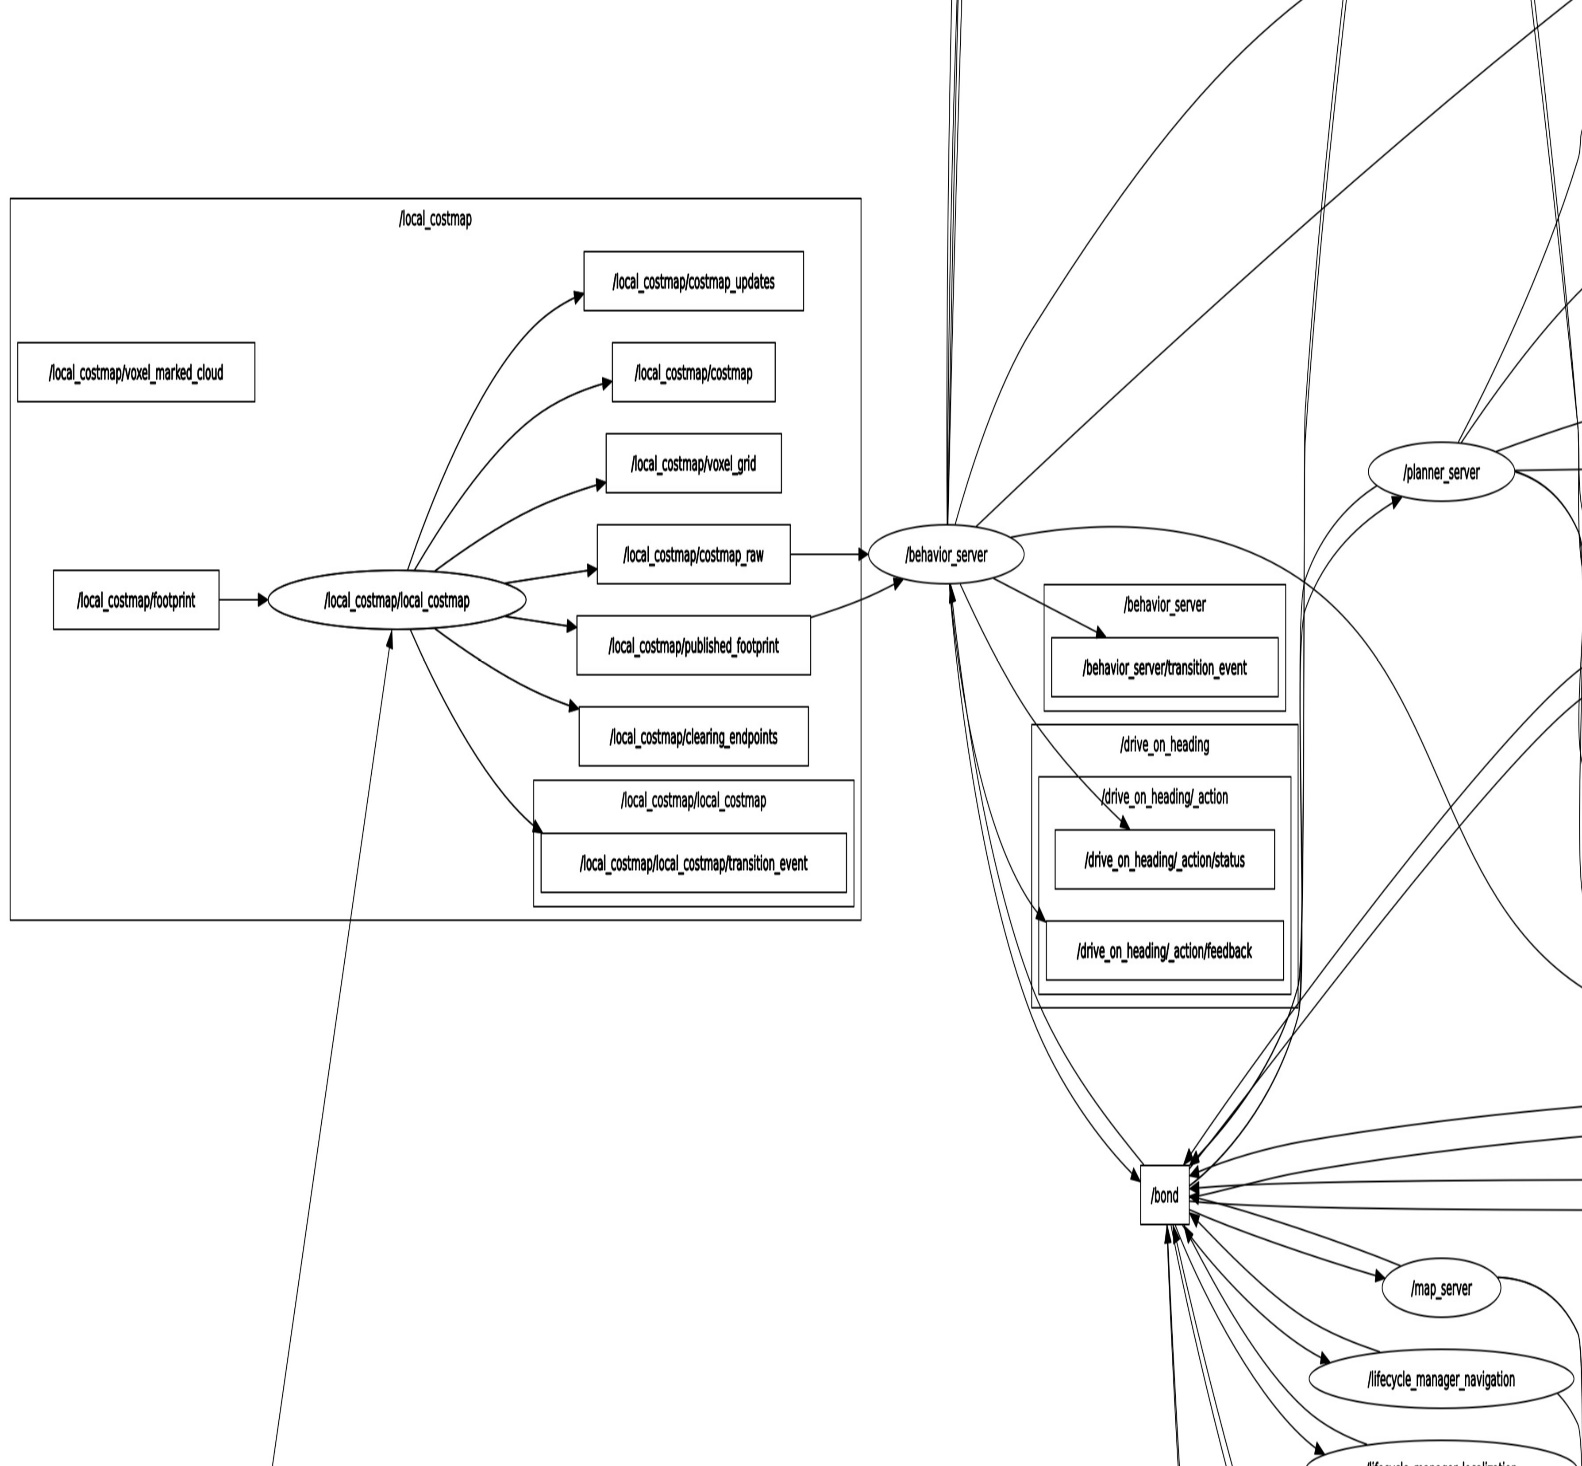 /local_costmap
/local_costmap/costmap_updates
/local_costmap/voxel_marked_cloud
/local_costmap/costmap
/local_costmap/voxel_grid
/local_costmap/costmap_raw
/local_costmap/footprint
/local_costmap/local_costmap
/local_costmap/published_footprint
/local_costmap/clearing_endpoints
/local_costmap/local_costmap
/local_costmap/local_costmap/transition_event
/behavior_server
/planner_server
/behavior_server
/behavior_server/transition_event
/drive_on_heading
/drive_on_heading/_action
/drive_on_heading/_action/status
/drive_on_heading/_action/feedback
/bond
/map_server
/lifecycle_manager_navigation